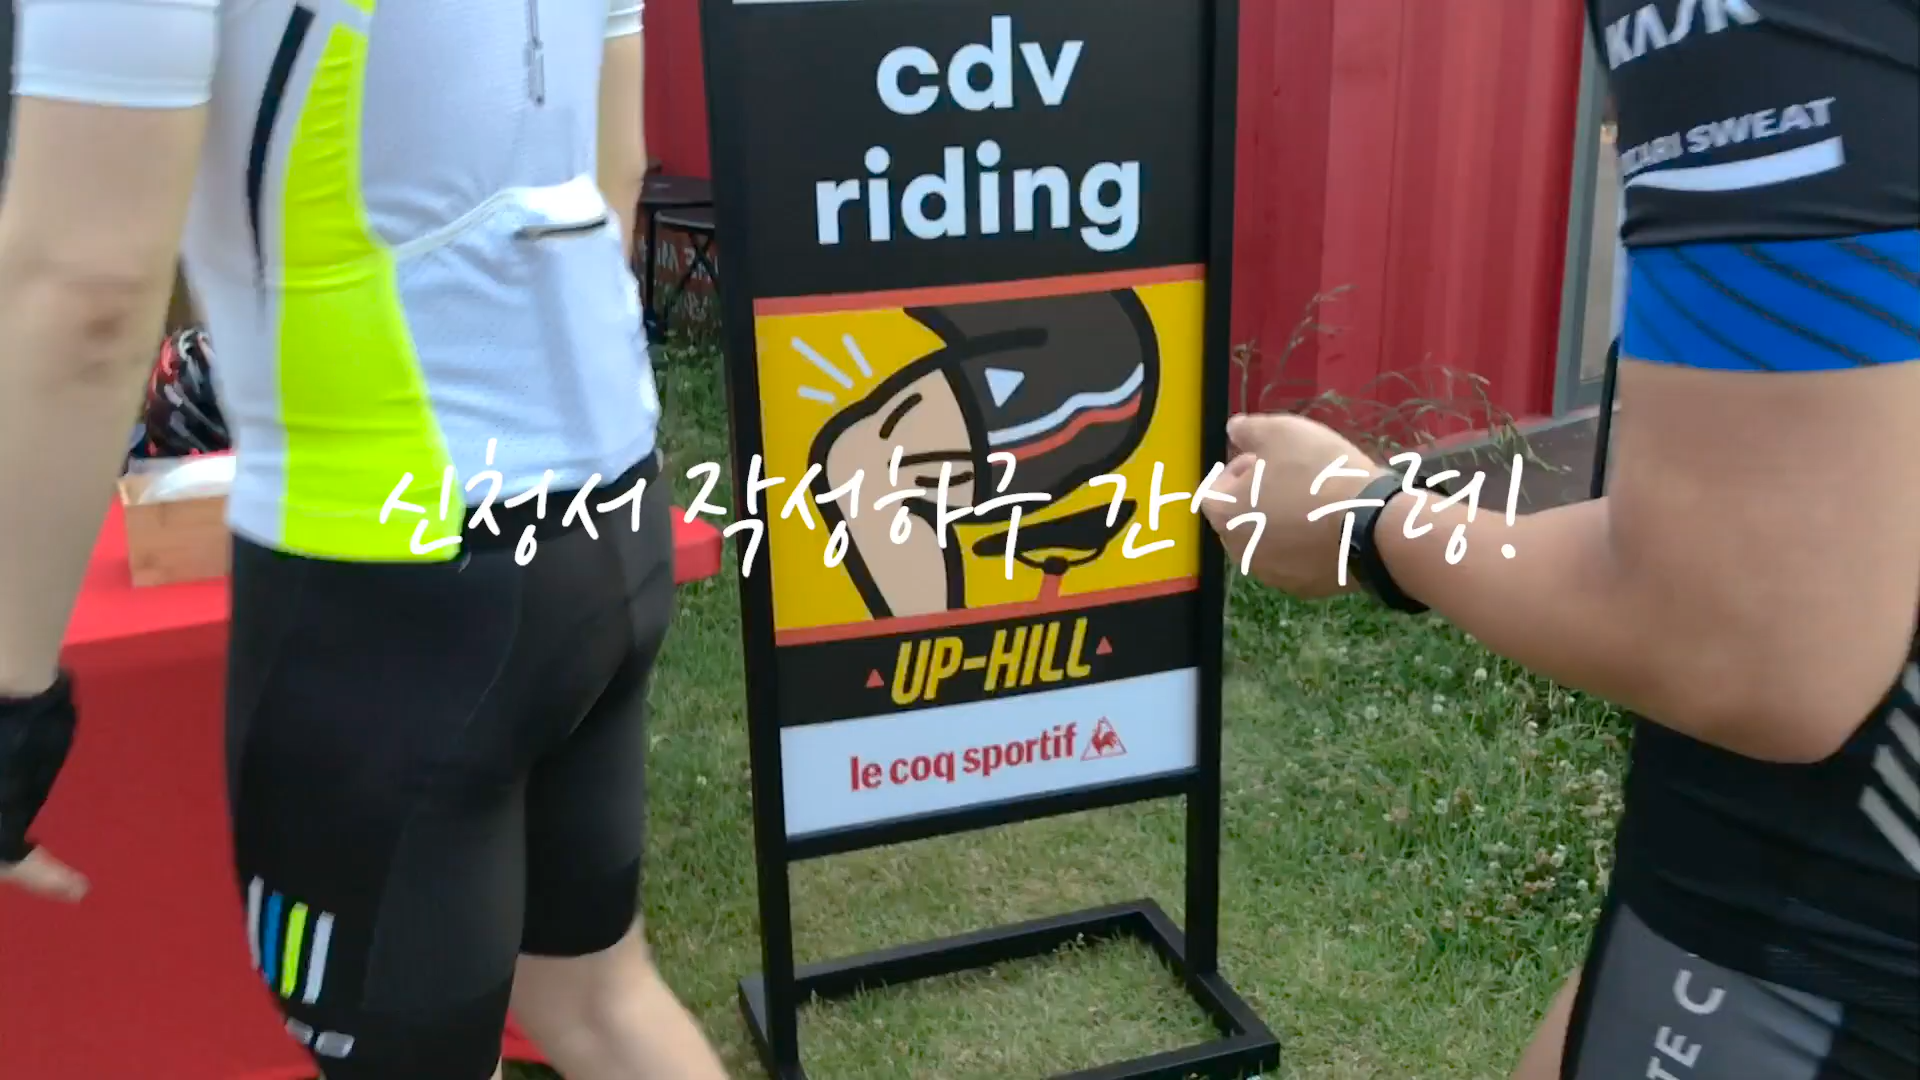 cdv
riding
신청서 작성하구 간식 수령!
UP-HILL
le coq sportif
SWEAT